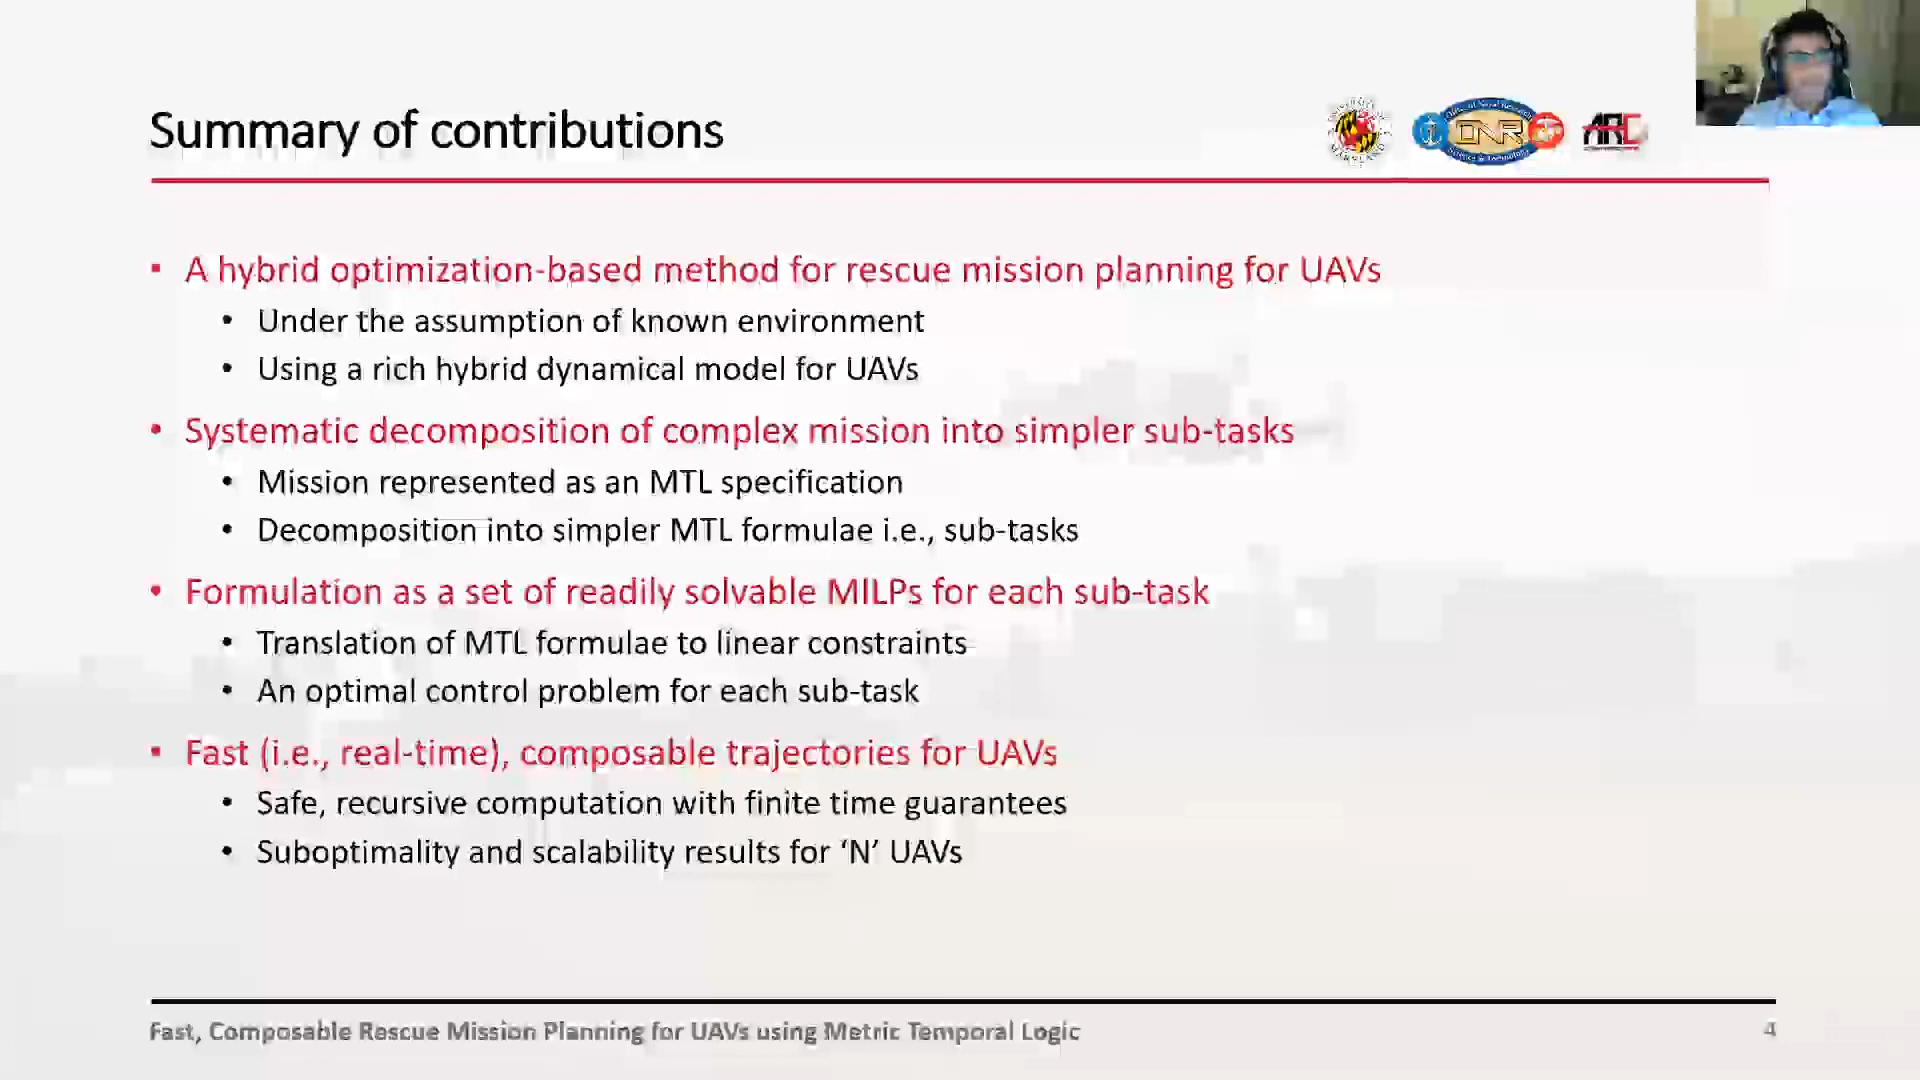 Summary of contributions
A hybrid optimization-based method for rescue mission planning for UAVs
Under the assumption of known environment
Using a rich hybrid dynamical model for UAVs
Systematic decomposition of complex mission into simpler sub-tasks
Mission represented as an MTL specification
Decomposition into simpler MTL formulae i.e., sub-tasks
Formulation as a set of readily solvable MILPs for each sub-task
Translation of MTL formulae to linear constraints
An optimal control problem for each sub-task
Fast (i.e., real-time), composable trajectories for UAVs
Safe, recursive computation with finite time guarantees
Suboptimality and scalability results for ‘N’ UAVs
Fast, Composable Rescue Mission Planning for UAVs using Metric Temporal Logic
4